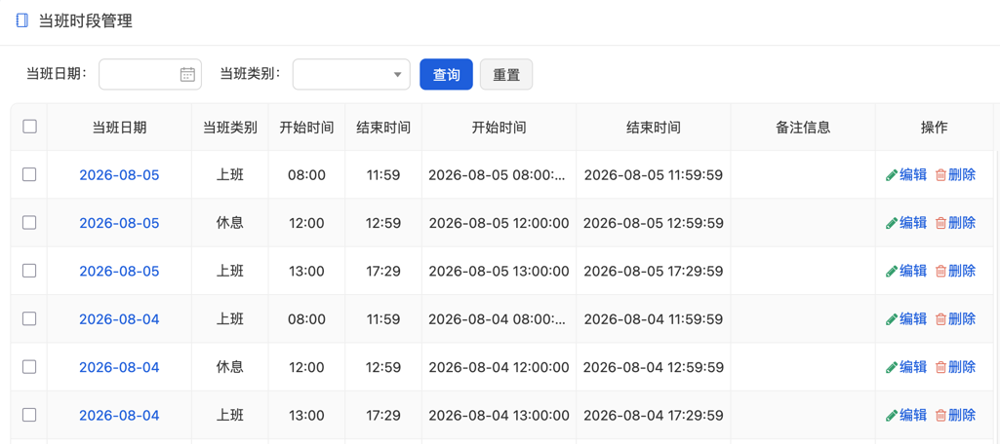 当班时段管理
当班日期： 当班类别： 查询 重置
当班日期 当班类别 开始时间 结束时间 开始时间 结束时间 备注信息 操作
2026-08-05 上班 08:00 11:59 2026-08-05 08:00:... 2026-08-05 11:59:59 编辑 删除
2026-08-05 休息 12:00 12:59 2026-08-05 12:00:00 2026-08-05 12:59:59 编辑 删除
2026-08-05 上班 13:00 17:29 2026-08-05 13:00:00 2026-08-05 17:29:59 编辑 删除
2026-08-04 上班 08:00 11:59 2026-08-04 08:00:... 2026-08-04 11:59:59 编辑 删除
2026-08-04 休息 12:00 12:59 2026-08-04 12:00:00 2026-08-04 12:59:59 编辑 删除
2026-08-04 上班 13:00 17:29 2026-08-04 13:00:00 2026-08-04 17:29:59 编辑 删除